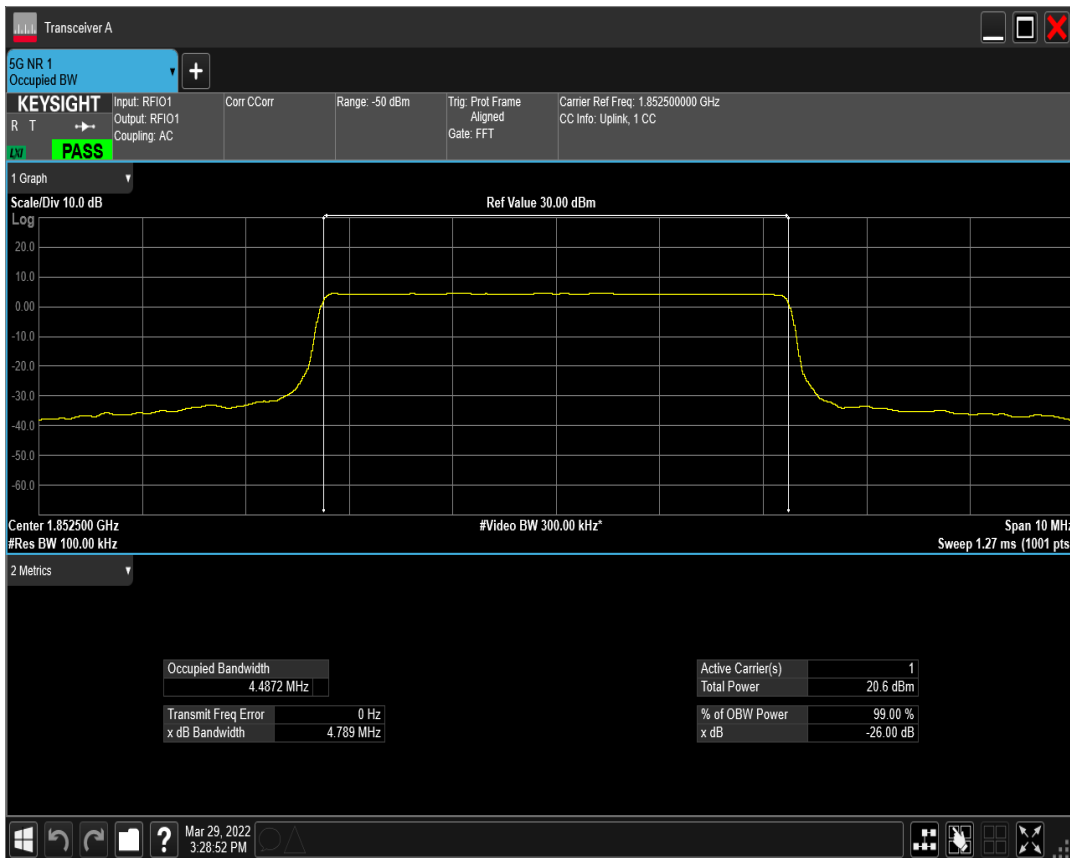 Transceiver A
5G NR 1
Occupied BW
+
KEYSIGHT
R T
LXI PASS
Input: RFIO1
Output: RFIO1
Coupling: AC
Corr CCorr
Range: -50 dBm
Trig: Prot Frame
Aligned
Gate: FFT
Carrier Ref Freq: 1.852500000 GHz
CC Info: Uplink, 1 CC
1 Graph
Scale/Div 10.0 dB
Ref Value 30.00 dBm
Log
20.0
10.0
0.00
-10.0
-20.0
-30.0
-40.0
-50.0
-60.0
Center 1.852500 GHz
#Video BW 300.00 kHz*
Span 10 MHz
#Res BW 100.00 kHz
Sweep 1.27 ms (1001 pts
2 Metrics
Occupied Bandwidth
4.4872 MHz
Transmit Freq Error 0 Hz
x dB Bandwidth 4.789 MHz
Active Carrier(s) 1
Total Power 20.6 dBm
% of OBW Power 99.00 %
x dB -26.00 dB
?
Mar 29, 2022
3:28:52 PM